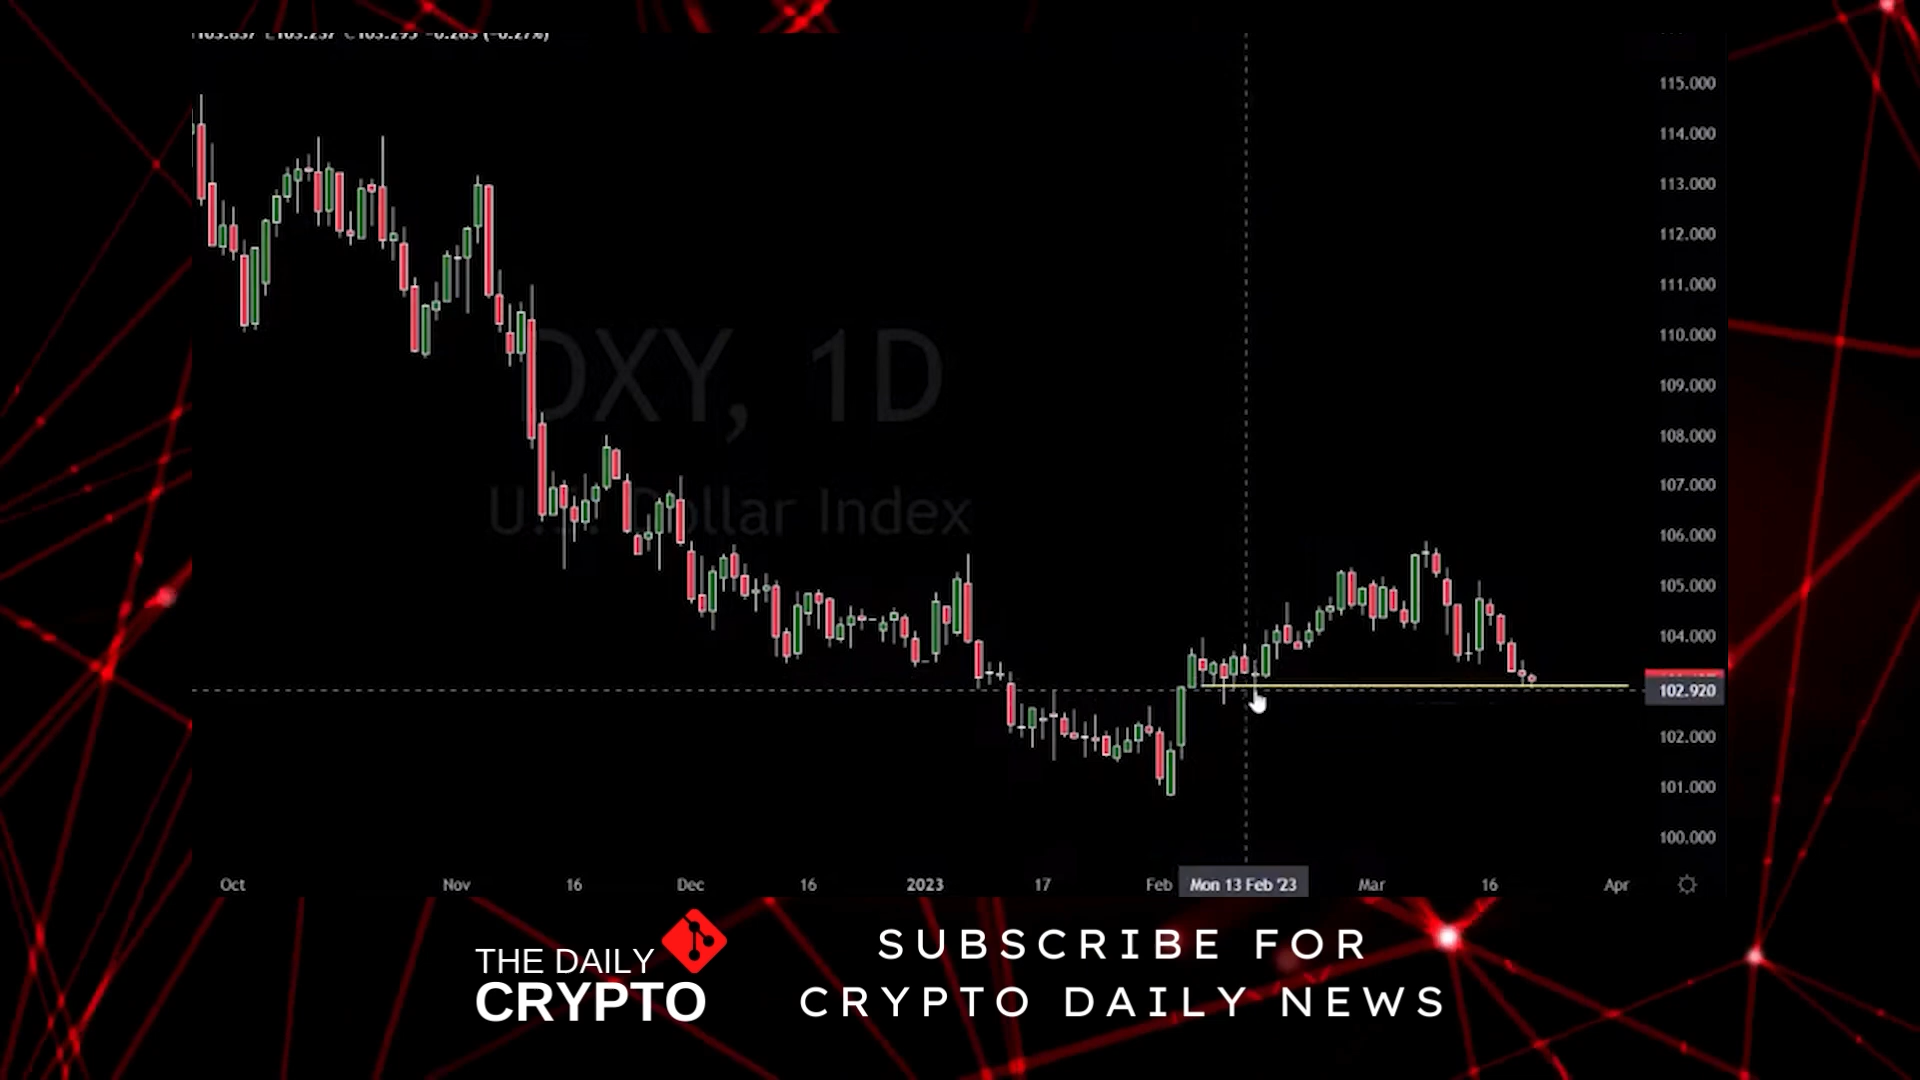 DXY, 1D
U.S. Dollar Index
115.000
114.000
113.000
112.000
111.000
110.000
109.000
108.000
107.000
106.000
105.000
104.000
102.920
102.000
101.000
100.000
Oct Nov 16 Dec 16 2023 17 Feb Mon 13 Feb '23 Mar 16 Apr
THE DAILY
CRYPTO
SUBSCRIBE FOR
CRYPTO DAILY NEWS